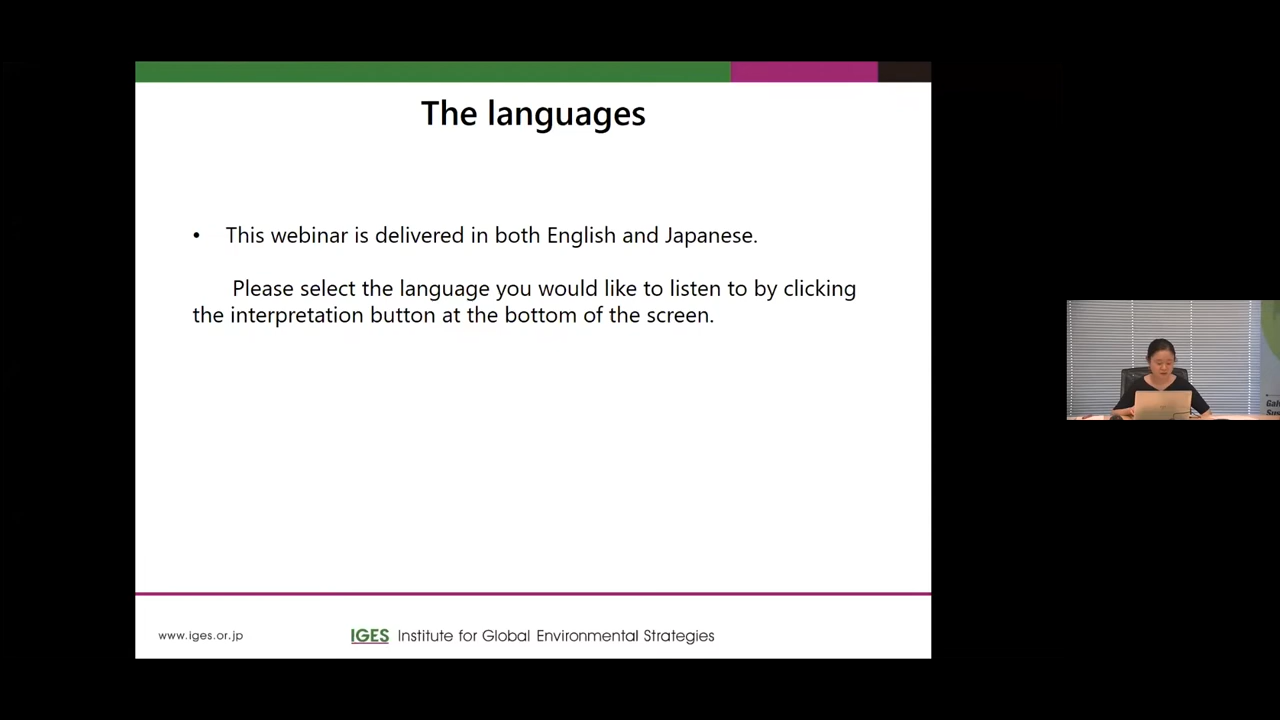 The languages
• This webinar is delivered in both English and Japanese.
Please select the language you would like to listen to by clicking
the interpretation button at the bottom of the screen.
www.iges.or.jp
IGES Institute for Global Environmental Strategies